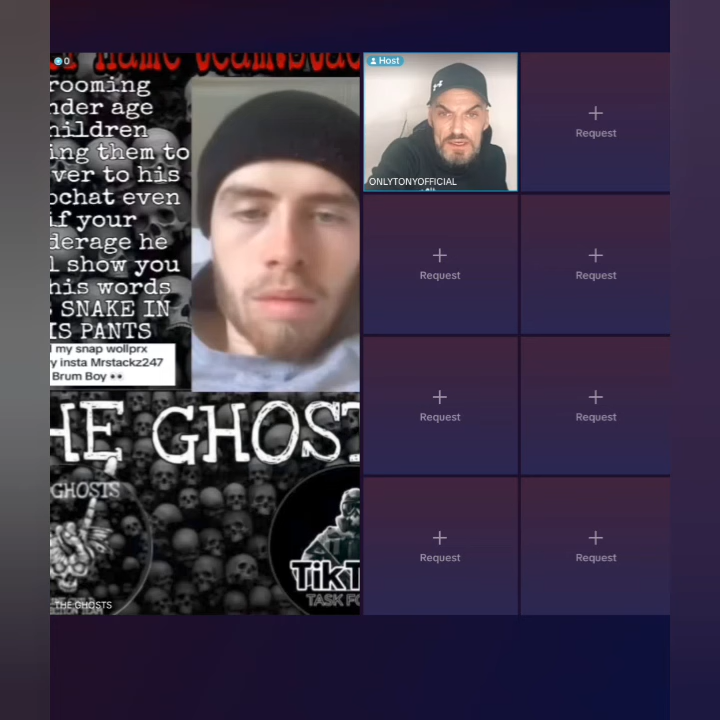 0
rooming
nder age
hildren
ing them to
ver to his
pchat even
if your
derage he
l show you
his words
SNAKE IN
IS PANTS
my snap wollprx
y insta Mrstackz247
Brum Boy 👀
HE GHOST
GHOSTS
TikT
TASK FO
THE GHOSTS
Host
ONLYTONYOFFICIAL
Request
Request
Request
Request
Request
Request
Request